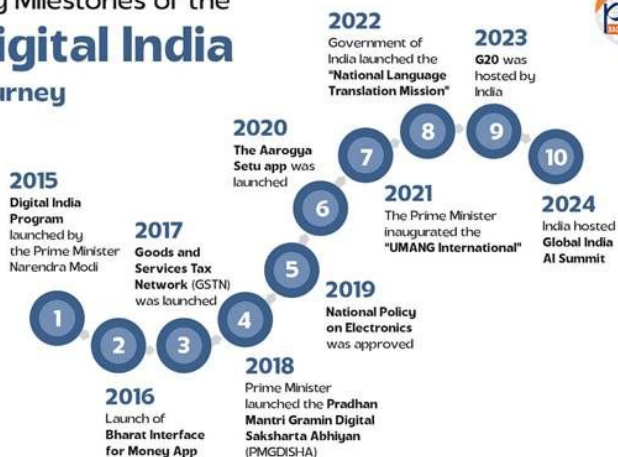 g Milestones of the
igital India
urney
2015
Digital India
Program
launched by
the Prime Minister
Narendra Modi
1
2
2016
Launch of
Bharat Interface
for Money App
2017
Goods and
Services Tax
Network (GSTN)
was launched
3
4
2018
Prime Minister
launched the Pradhan
Mantri Gramin Digital
Saksharta Abhiyan
(PMGDISHA)
5
2019
National Policy
on Electronics
was approved
2020
The Aarogya
Setu app was
launched
6
7
2021
The Prime Minister
inaugurated the
"UMANG International"
2022
Government of
India launched the
"National Language
Translation Mission"
8
2023
G20 was
hosted by
India
9
10
2024
India hosted
Global India
AI Summit